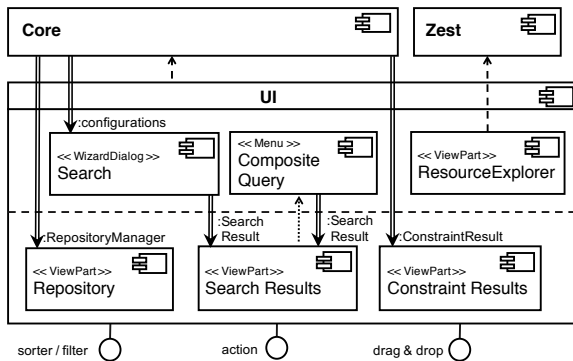 Core
Zest
UI
:configurations
<< WizardDialog >>
Search
<< Menu >>
Composite
Query
<< ViewPart >>
ResourceExplorer
:RepositoryManager
:Search
Result
:Search
Result
:ConstraintResult
<< ViewPart >>
Repository
<< ViewPart >>
Search Results
<< ViewPart >>
Constraint Results
sorter / filter
action
drag & drop